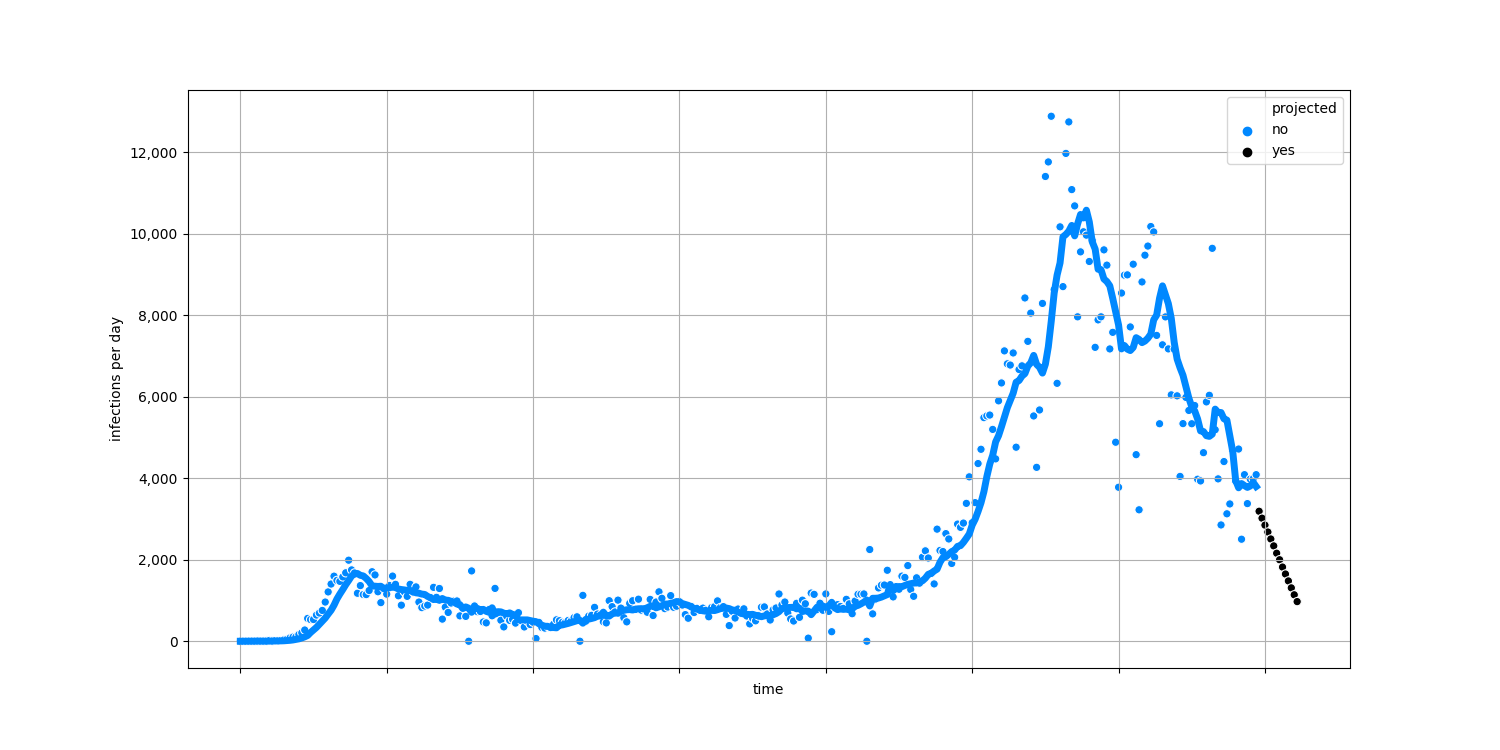 projected
no
yes
12,000
10,000
8,000
6,000
4,000
2,000
0
infections per day
time